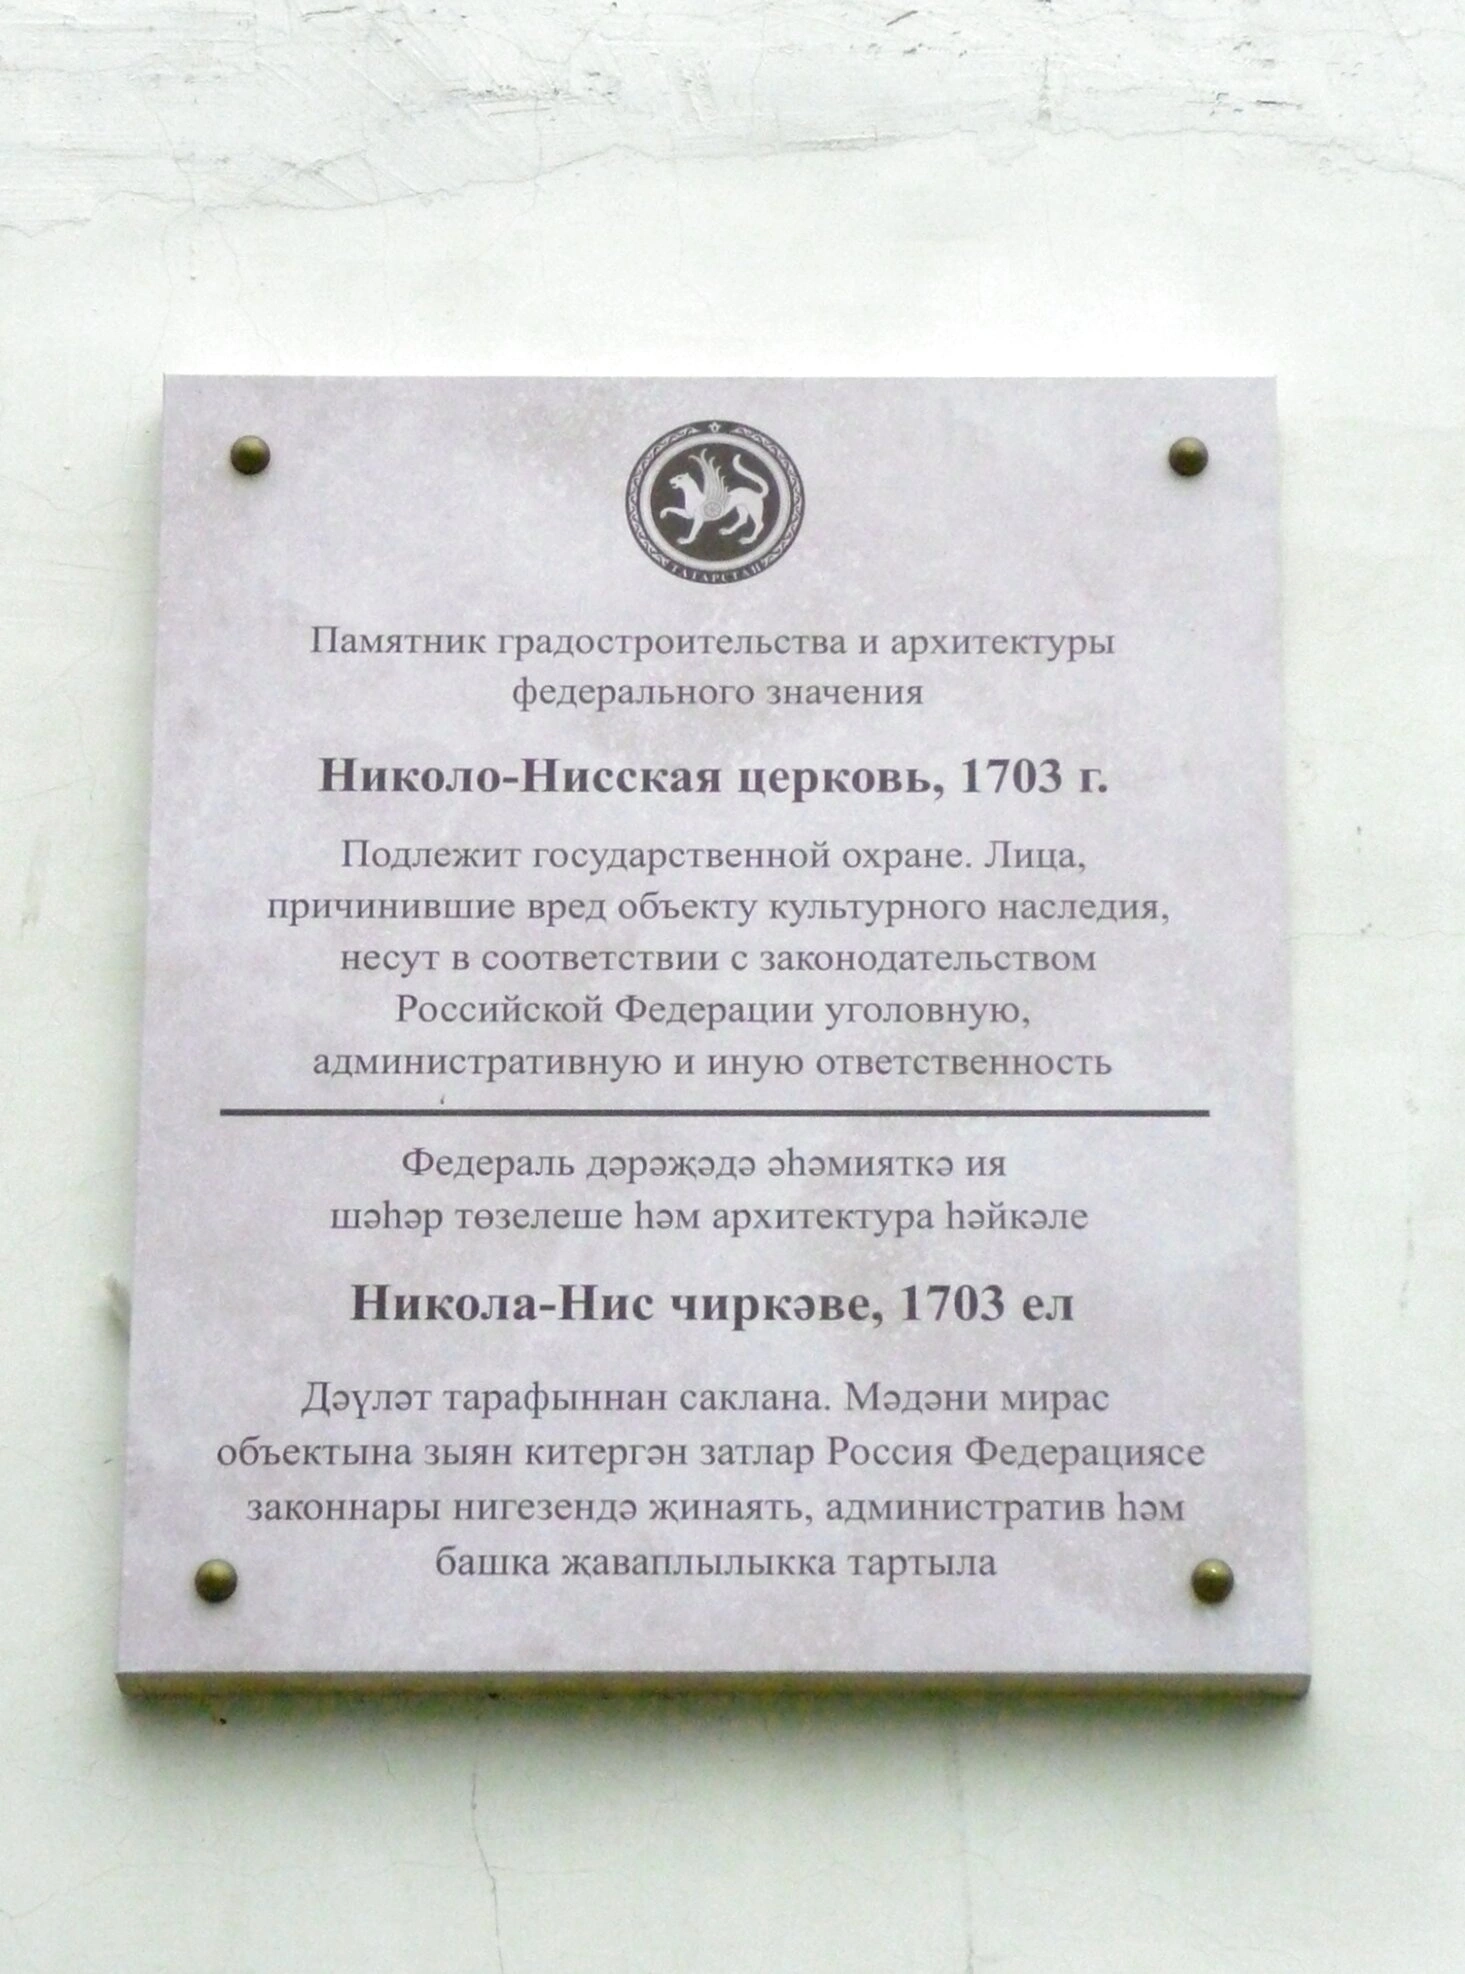 ТАТАРСТАН
Памятник градостроительства и архитектуры
федерального значения
Николо-Нисская церковь, 1703 г.
Подлежит государственной охране. Лица,
причинившие вред объекту культурного наследия,
несут в соответствии с законодательством
Российской Федерации уголовную,
административную и иную ответственность
Федераль дәрәҗәдә әһәмияткә ия
шәһәр төзелеше һәм архитектура һәйкәле
Никола-Нис чиркәве, 1703 ел
Дәүләт тарафыннан саклана. Мәдәни мирас
объектына зыян китергән затлар Россия Федерациясе
законнары нигезендә җинаять, административ һәм
башка җаваплылыкка тартыла